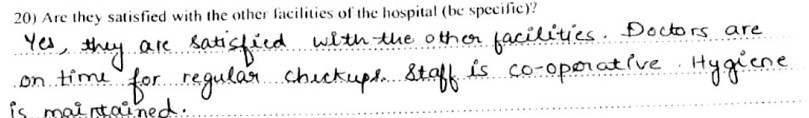 20) Are they satisfied with the other facilities of the hospital (be specific)?
Yes, they are satisfied with the other facilities. Doctors are
on time for regular checkups. Staff is co-operative. Hygiene
is maintained.